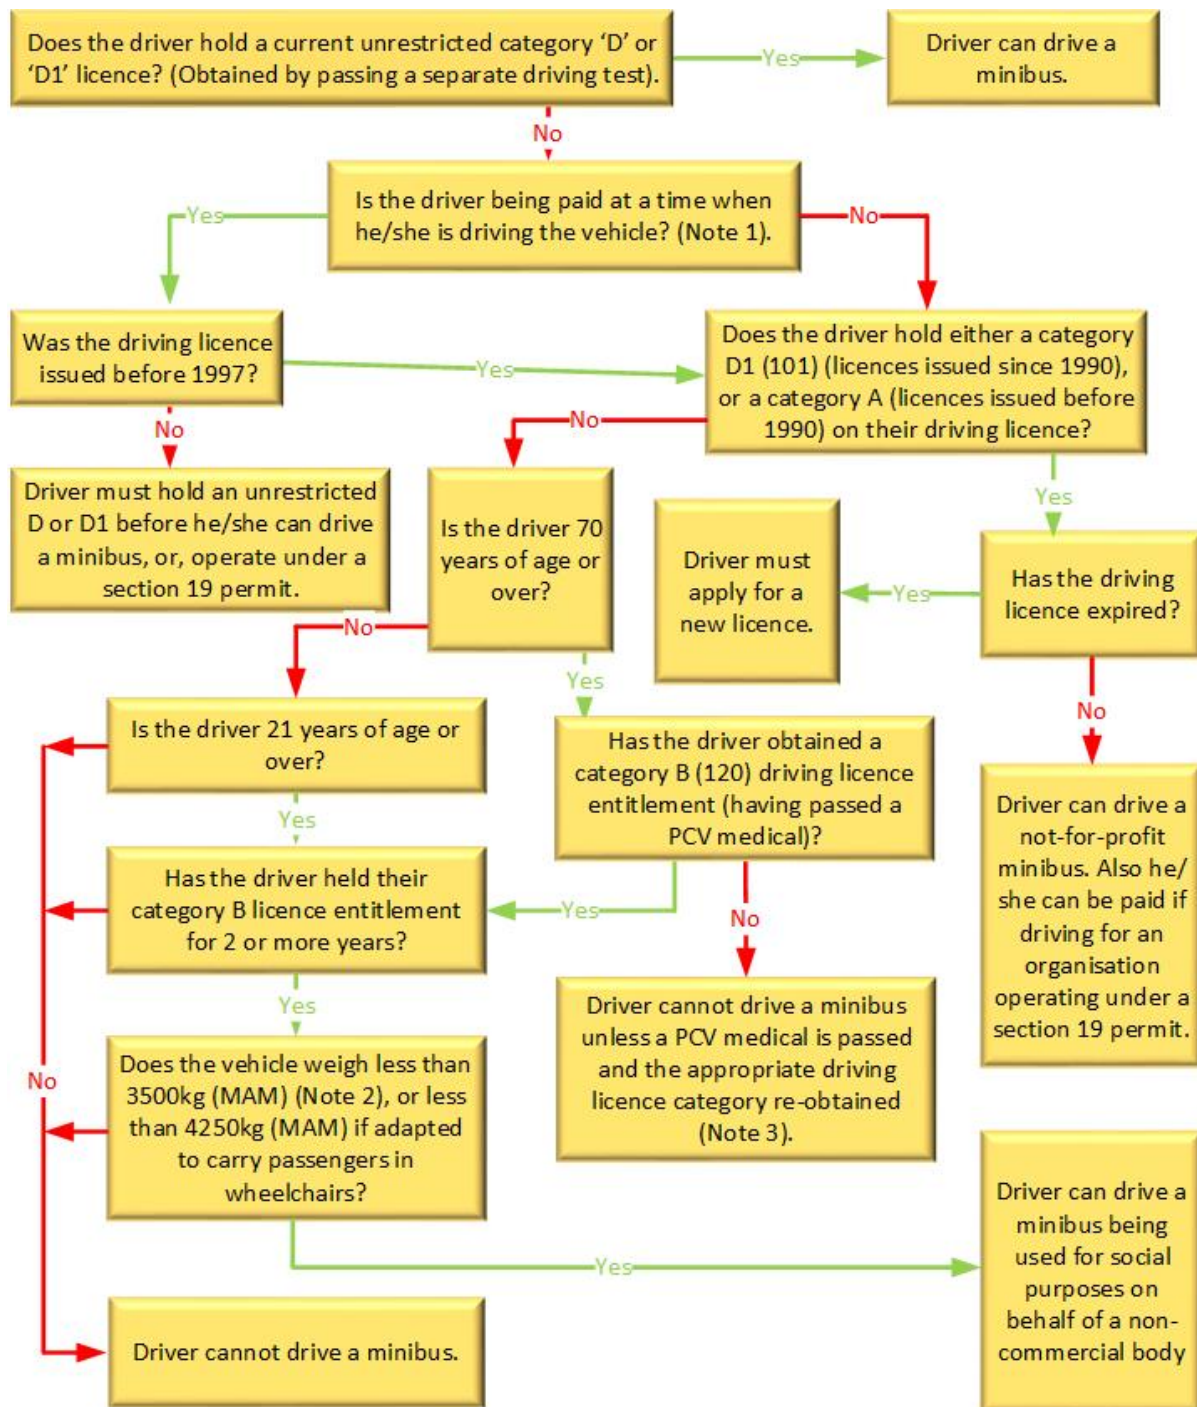 Does the driver hold a current unrestricted category ‘D’ or
‘D1’ licence? (Obtained by passing a separate driving test).
Yes
Driver can drive a
minibus.
No
Is the driver being paid at a time when
he/she is driving the vehicle? (Note 1).
Yes
No
Was the driving licence
issued before 1997?
Yes
Does the driver hold either a category
D1 (101) (licences issued since 1990),
or a category A (licences issued before
1990) on their driving licence?
No
No
Yes
Driver must hold an unrestricted
D or D1 before he/she can drive
a minibus, or, operate under a
section 19 permit.
Is the driver 70
years of age or
over?
Driver must
apply for a
new licence.
Yes
Has the driving
licence expired?
No
Yes
No
Is the driver 21 years of age or
over?
Yes
Has the driver obtained a
category B (120) driving licence
entitlement (having passed a
PCV medical)?
Driver can drive a
not-for-profit
minibus. Also he/
she can be paid if
driving for an
organisation
operating under a
section 19 permit.
Has the driver held their
category B licence entitlement
for 2 or more years?
Yes
No
Yes
Driver cannot drive a minibus
unless a PCV medical is passed
and the appropriate driving
licence category re-obtained
(Note 3).
Does the vehicle weigh less than
3500kg (MAM) (Note 2), or less
than 4250kg (MAM) if adapted
to carry passengers in
wheelchairs?
No
Yes
Driver can drive a
minibus being
used for social
purposes on
behalf of a non-
commercial body
Driver cannot drive a minibus.